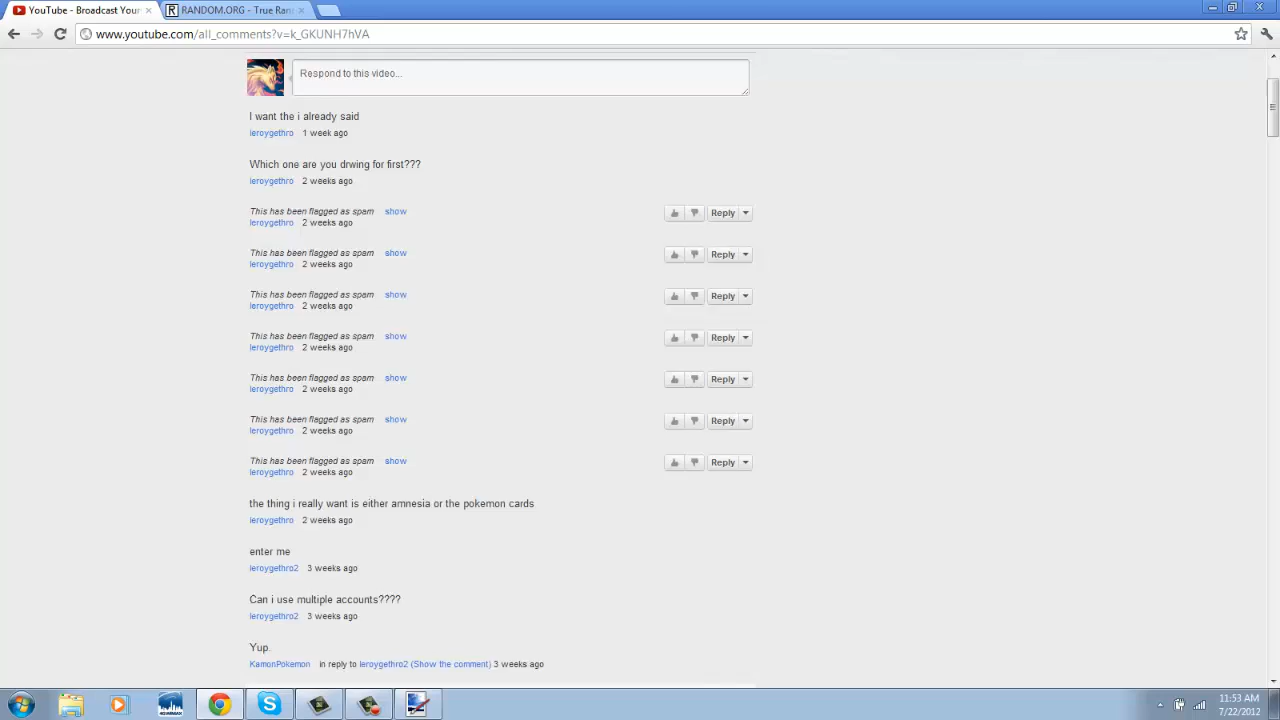 YouTube - Broadcast Your
RANDOM.ORG - True Ran
www.youtube.com/all_comments?v=k_GKUNH7hVA
Respond to this video...
I want the i already said
leroygethro 1 week ago
Which one are you drwing for first???
leroygethro 2 weeks ago
This has been flagged as spam show
Reply
leroygethro 2 weeks ago
This has been flagged as spam show
Reply
leroygethro 2 weeks ago
This has been flagged as spam show
Reply
leroygethro 2 weeks ago
This has been flagged as spam show
Reply
leroygethro 2 weeks ago
This has been flagged as spam show
Reply
leroygethro 2 weeks ago
This has been flagged as spam show
Reply
leroygethro 2 weeks ago
This has been flagged as spam show
Reply
leroygethro 2 weeks ago
the thing i really want is either amnesia or the pokemon cards
leroygethro 2 weeks ago
enter me
leroygethro2 3 weeks ago
Can i use multiple accounts????
leroygethro2 3 weeks ago
Yup.
KamonPokemon in reply to leroygethro2 (Show the comment) 3 weeks ago
11:53 AM
7/22/2012